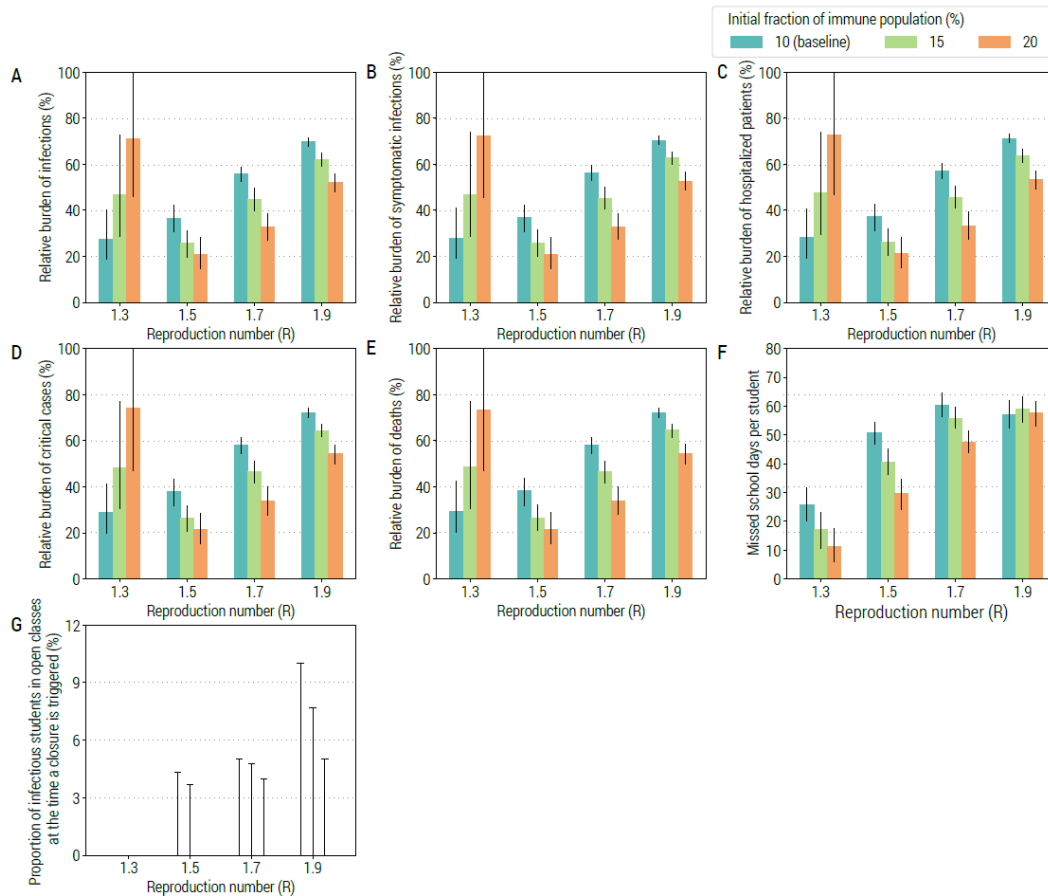 Initial fraction of immune population (%)
10 (baseline) 15 20
A
Relative burden of infections (%)
100
80
60
40
20
0
1.3 1.5 1.7 1.9
Reproduction number (R)
B
Relative burden of symptomatic infections (%)
100
80
60
40
20
0
1.3 1.5 1.7 1.9
Reproduction number (R)
C
Relative burden of hospitalized patients (%)
100
80
60
40
20
0
1.3 1.5 1.7 1.9
Reproduction number (R)
D
Relative burden of critical cases (%)
100
80
60
40
20
0
1.3 1.5 1.7 1.9
Reproduction number (R)
E
Relative burden of deaths (%)
100
80
60
40
20
0
1.3 1.5 1.7 1.9
Reproduction number (R)
F
Missed school days per student
80
70
60
50
40
30
20
10
0
1.3 1.5 1.7 1.9
Reproduction number (R)
G
Proportion of infectious students in open classes
at the time a closure is triggered (%)
12
9
6
3
0
1.3 1.5 1.7 1.9
Reproduction number (R)